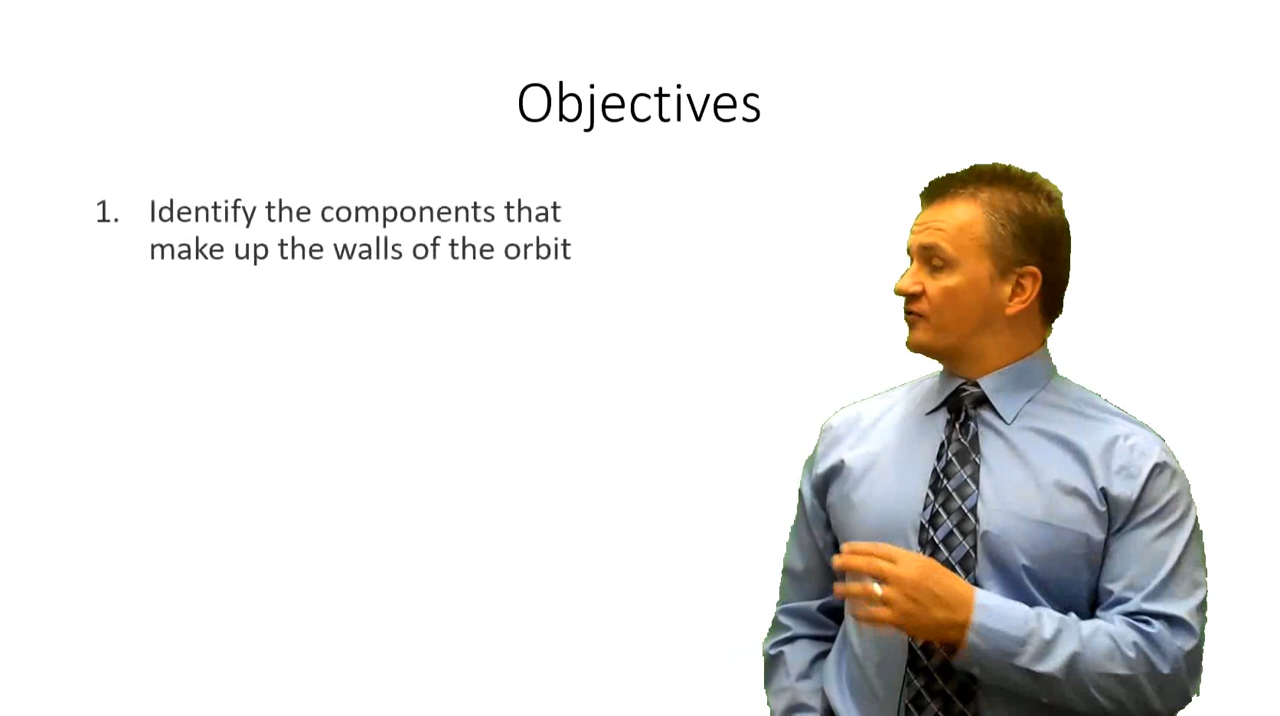 Objectives
1. Identify the components that
make up the walls of the orbit